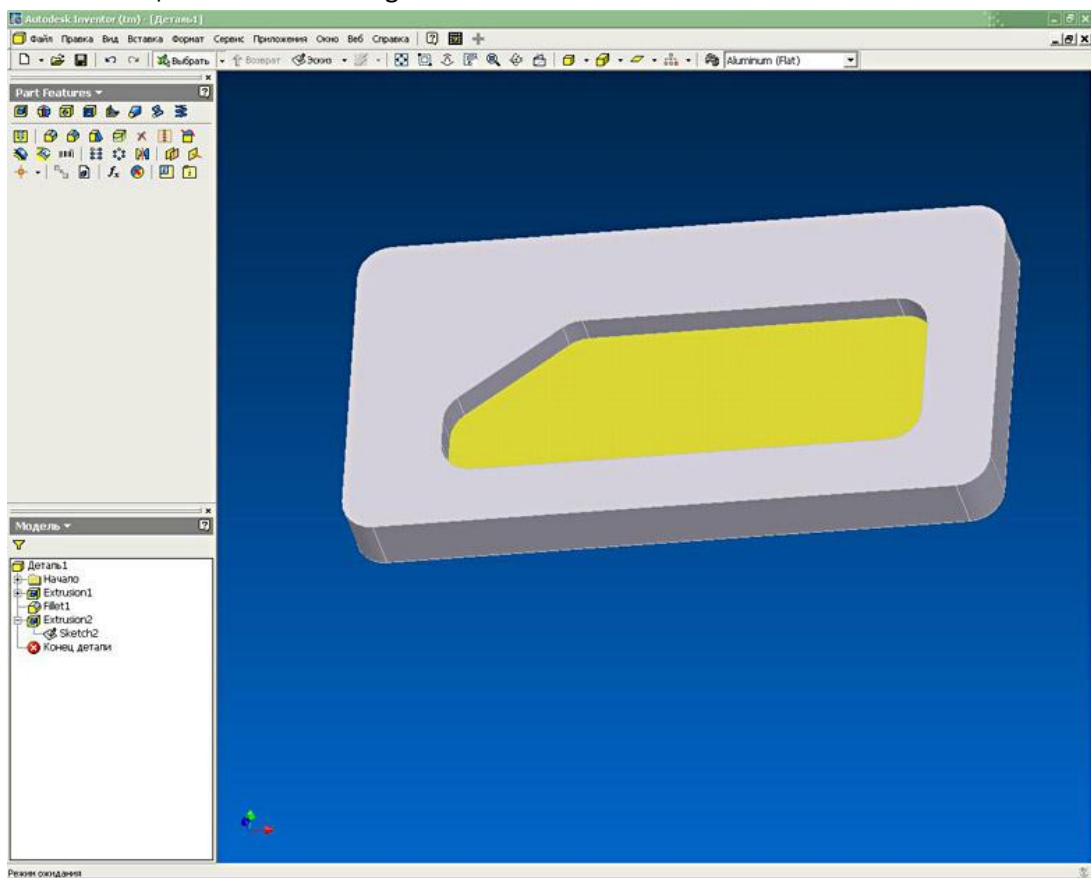 Autodesk Inventor (tm) - [Деталь1]
Файл Правка Вид Вставка Формат Сервис Приложения Окно Веб Справка
Выбрать Возврат Эскиз Aluminum (Flat)
Part Features
Модель
Деталь1
Начало
Extrusion1
Fillet1
Extrusion2
Sketch2
Конец детали
Режим ожидания